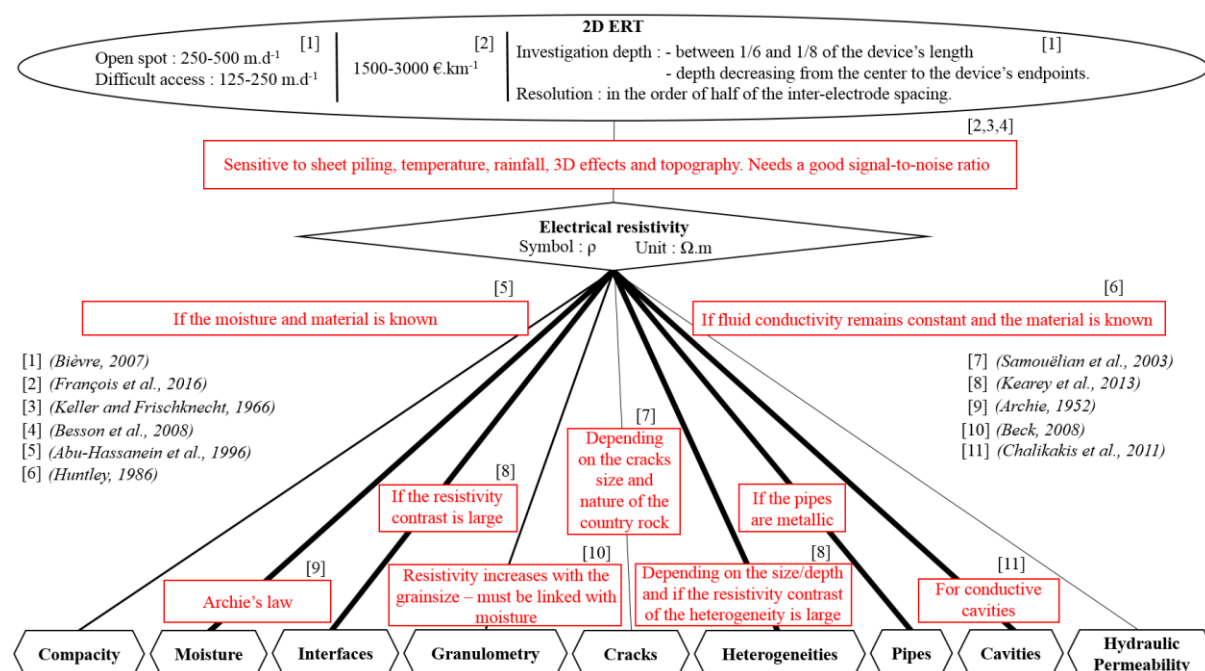 2D ERT
Open spot : 250-500 m.d⁻¹ [1]
Difficult access : 125-250 m.d⁻¹
1500-3000 €.km⁻¹ [2]
Investigation depth : - between 1/6 and 1/8 of the device's length [1]
- depth decreasing from the center to the device's endpoints.
Resolution : in the order of half of the inter-electrode spacing.
[2,3,4]
Sensitive to sheet piling, temperature, rainfall, 3D effects and topography. Needs a good signal-to-noise ratio
Electrical resistivity
Symbol : ρ Unit : Ω.m
[5]
If the moisture and material is known
[6]
If fluid conductivity remains constant and the material is known
[1] (Bièvre, 2007)
[2] (François et al., 2016)
[3] (Keller and Frischknecht, 1966)
[4] (Besson et al., 2008)
[5] (Abu-Hassanein et al., 1996)
[6] (Huntley, 1986)
[7] (Samouëlian et al., 2003)
[8] (Kearey et al., 2013)
[9] (Archie, 1952)
[10] (Beck, 2008)
[11] (Chalikakis et al., 2011)
[7]
Depending
on the cracks
size and
nature of the
country rock
[8]
If the resistivity
contrast is large
If the pipes
are metallic
[9]
Archie's law
[10]
Resistivity increases with the
grainsize – must be linked with
moisture
[8]
Depending on the size/depth
and if the resistivity contrast
of the heterogeneity is large
[11]
For conductive
cavities
Compacity
Moisture
Interfaces
Granulometry
Cracks
Heterogeneities
Pipes
Cavities
Hydraulic
Permeability